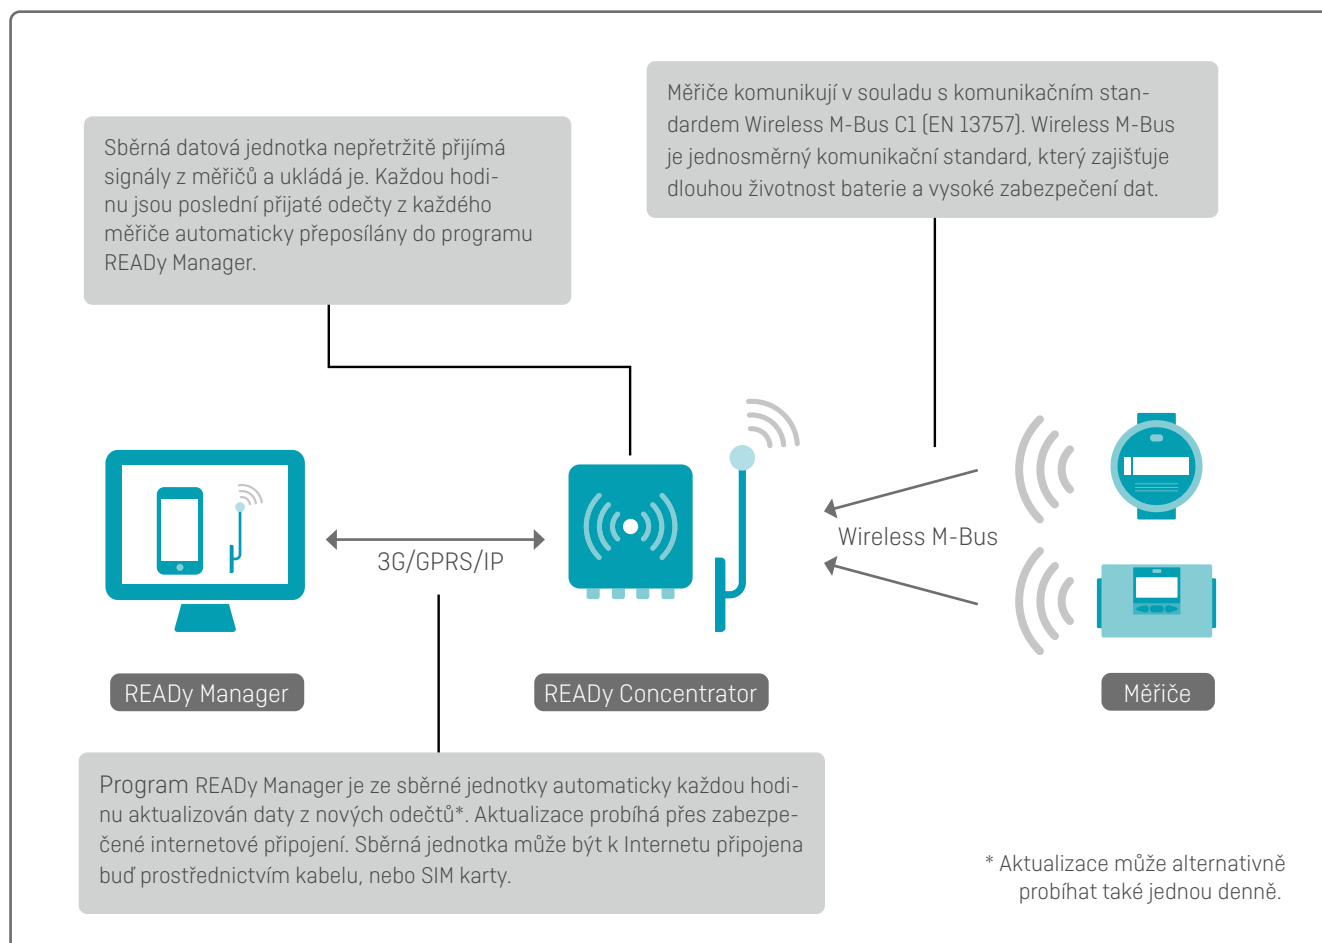 Měřiče komunikují v souladu s komunikačním stan-
dardem Wireless M-Bus C1 (EN 13757). Wireless M-Bus
je jednosměrný komunikační standard, který zajišťuje
dlouhou životnost baterie a vysoké zabezpečení dat.
Sběrná datová jednotka nepřetržitě přijímá
signály z měřičů a ukládá je. Každou hodi-
nu jsou poslední přijaté odečty z každého
měřiče automaticky přeposílány do programu
READy Manager.
3G/GPRS/IP
Wireless M-Bus
READy Manager
READy Concentrator
Měřiče
Program READy Manager je ze sběrné jednotky automaticky každou hodi-
nu aktualizován daty z nových odečtů*. Aktualizace probíhá přes zabezpe-
čené internetové připojení. Sběrná jednotka může být k Internetu připojena
buď prostřednictvím kabelu, nebo SIM karty.
* Aktualizace může alternativně
probíhat také jednou denně.